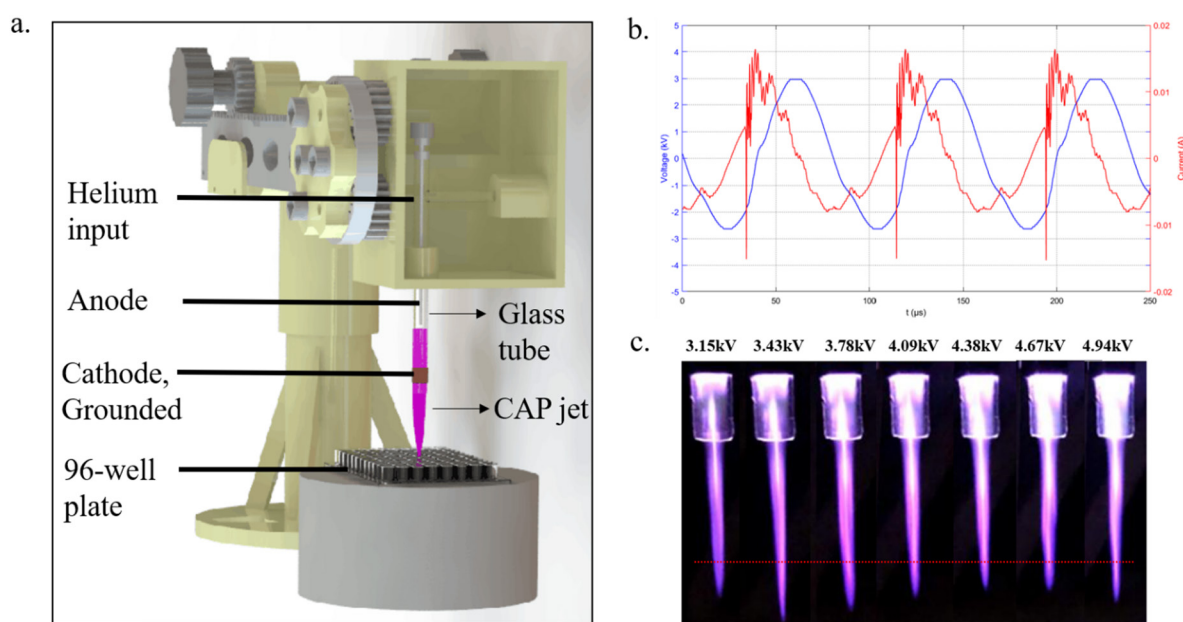 a.
Helium
input
Anode
Cathode,
Grounded
96-well
plate
Glass
tube
CAP jet
b.
5
4
3
2
1
0
-1
-2
-3
-4
-5
Voltage (kV)
0.02
0.01
0
-0.01
-0.02
Current (A)
0
50
100
150
200
250
t (µs)
c.
3.15kV 3.43kV 3.78kV 4.09kV 4.38kV 4.67kV 4.94kV